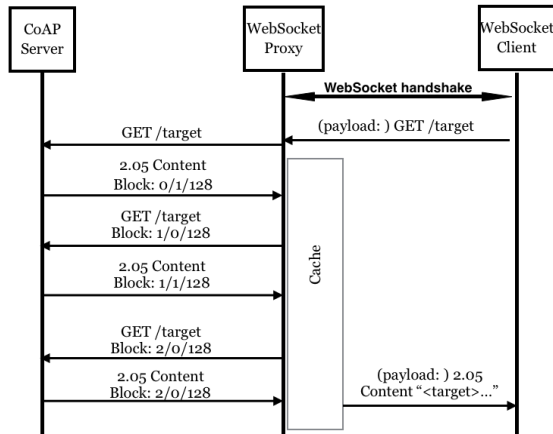 CoAP
Server
WebSocket
Proxy
WebSocket
Client
WebSocket handshake
GET /target
(payload: ) GET /target
2.05 Content
Block: 0/1/128
GET /target
Block: 1/0/128
Cache
2.05 Content
Block: 1/1/128
GET /target
Block: 2/0/128
2.05 Content
Block: 2/0/128
(payload: ) 2.05
Content “<target>...”